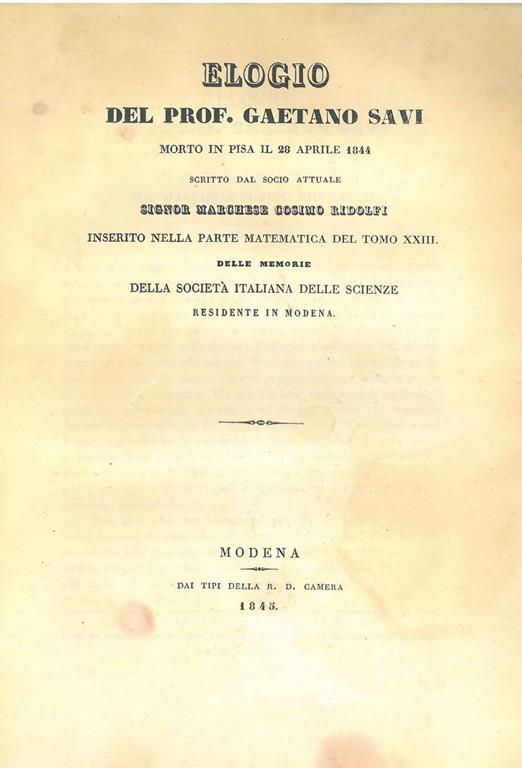 ELOGIO
DEL PROF. GAETANO SAVI
MORTO IN PISA IL 28 APRILE 1844
SCRITTO DAL SOCIO ATTUALE
SIGNOR MARCHESE COSIMO RIDOLFI
INSERITO NELLA PARTE MATEMATICA DEL TOMO XXIII.
DELLE MEMORIE
DELLA SOCIETÀ ITALIANA DELLE SCIENZE
RESIDENTE IN MODENA.
MODENA
DAI TIPI DELLA R. D. CAMERA
1845.